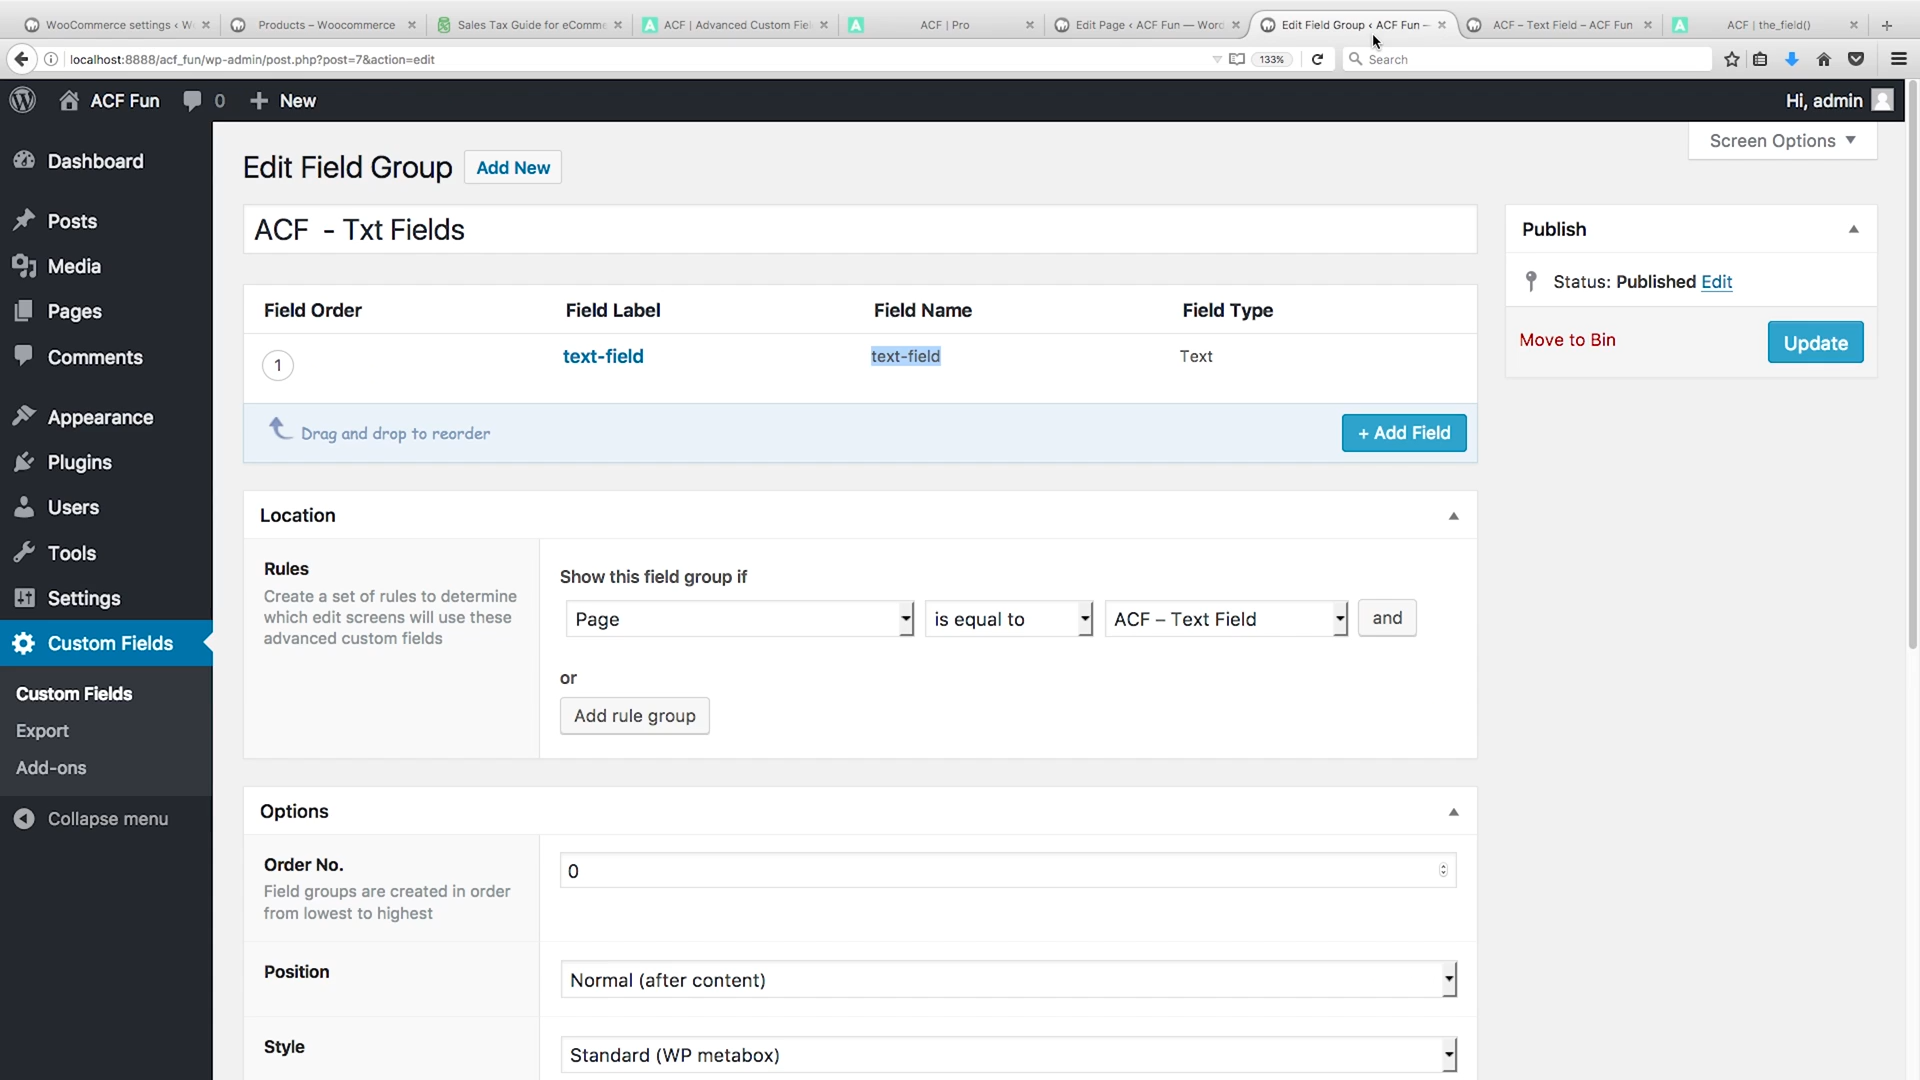 WooCommerce settings ‹ W
Products – Woocommerce
Sales Tax Guide for eComme
ACF | Advanced Custom Fiel
ACF | Pro
Edit Page ‹ ACF Fun — Word
Edit Field Group ‹ ACF Fun —
ACF – Text Field – ACF Fun
ACF | the_field()
localhost:8888/acf_fun/wp-admin/post.php?post=7&action=edit
133%
Search
ACF Fun
0
New
Hi, admin
Screen Options
Dashboard
Posts
Media
Pages
Comments
Appearance
Plugins
Users
Tools
Settings
Custom Fields
Custom Fields
Export
Add-ons
Collapse menu
Edit Field Group
Add New
ACF - Txt Fields
Field Order
Field Label
Field Name
Field Type
1
text-field
text-field
Text
Drag and drop to reorder
+ Add Field
Publish
Status: Published Edit
Move to Bin
Update
Location
Rules
Create a set of rules to determine
which edit screens will use these
advanced custom fields
Show this field group if
Page
is equal to
ACF – Text Field
and
or
Add rule group
Options
Order No.
Field groups are created in order
from lowest to highest
0
Position
Normal (after content)
Style
Standard (WP metabox)